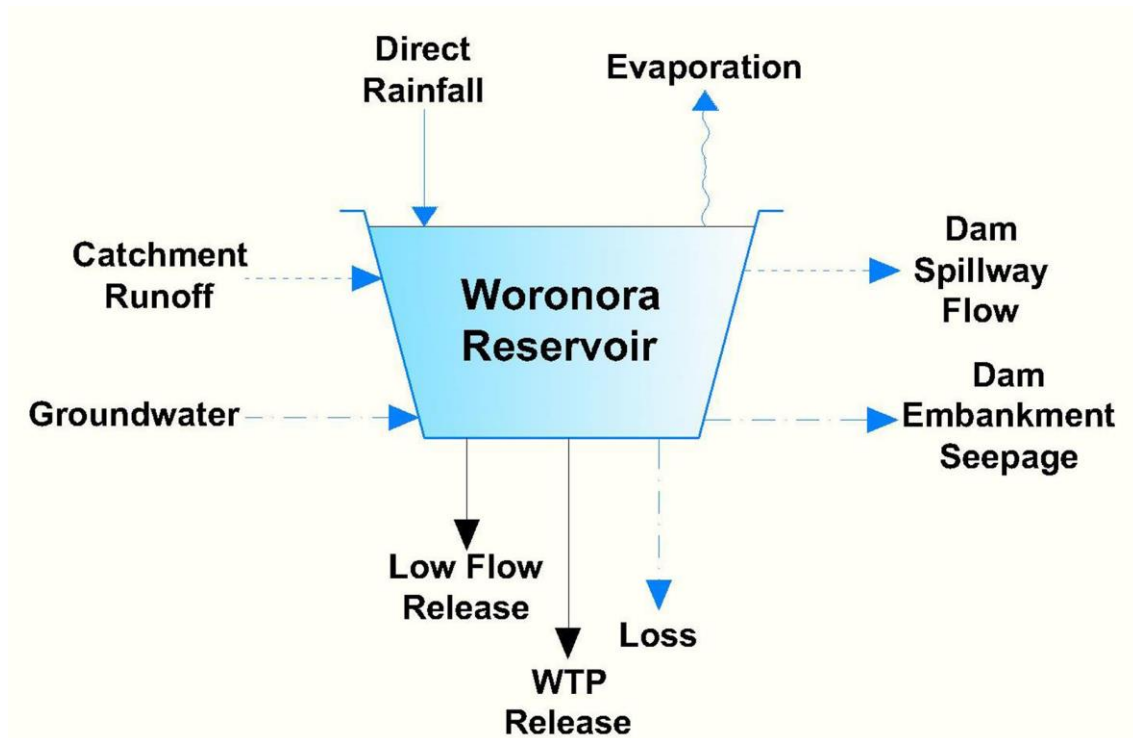 Direct
Rainfall
Evaporation
Catchment
Runoff
Woronora
Reservoir
Dam
Spillway
Flow
Groundwater
Dam
Embankment
Seepage
Low Flow
Release
Loss
WTP
Release